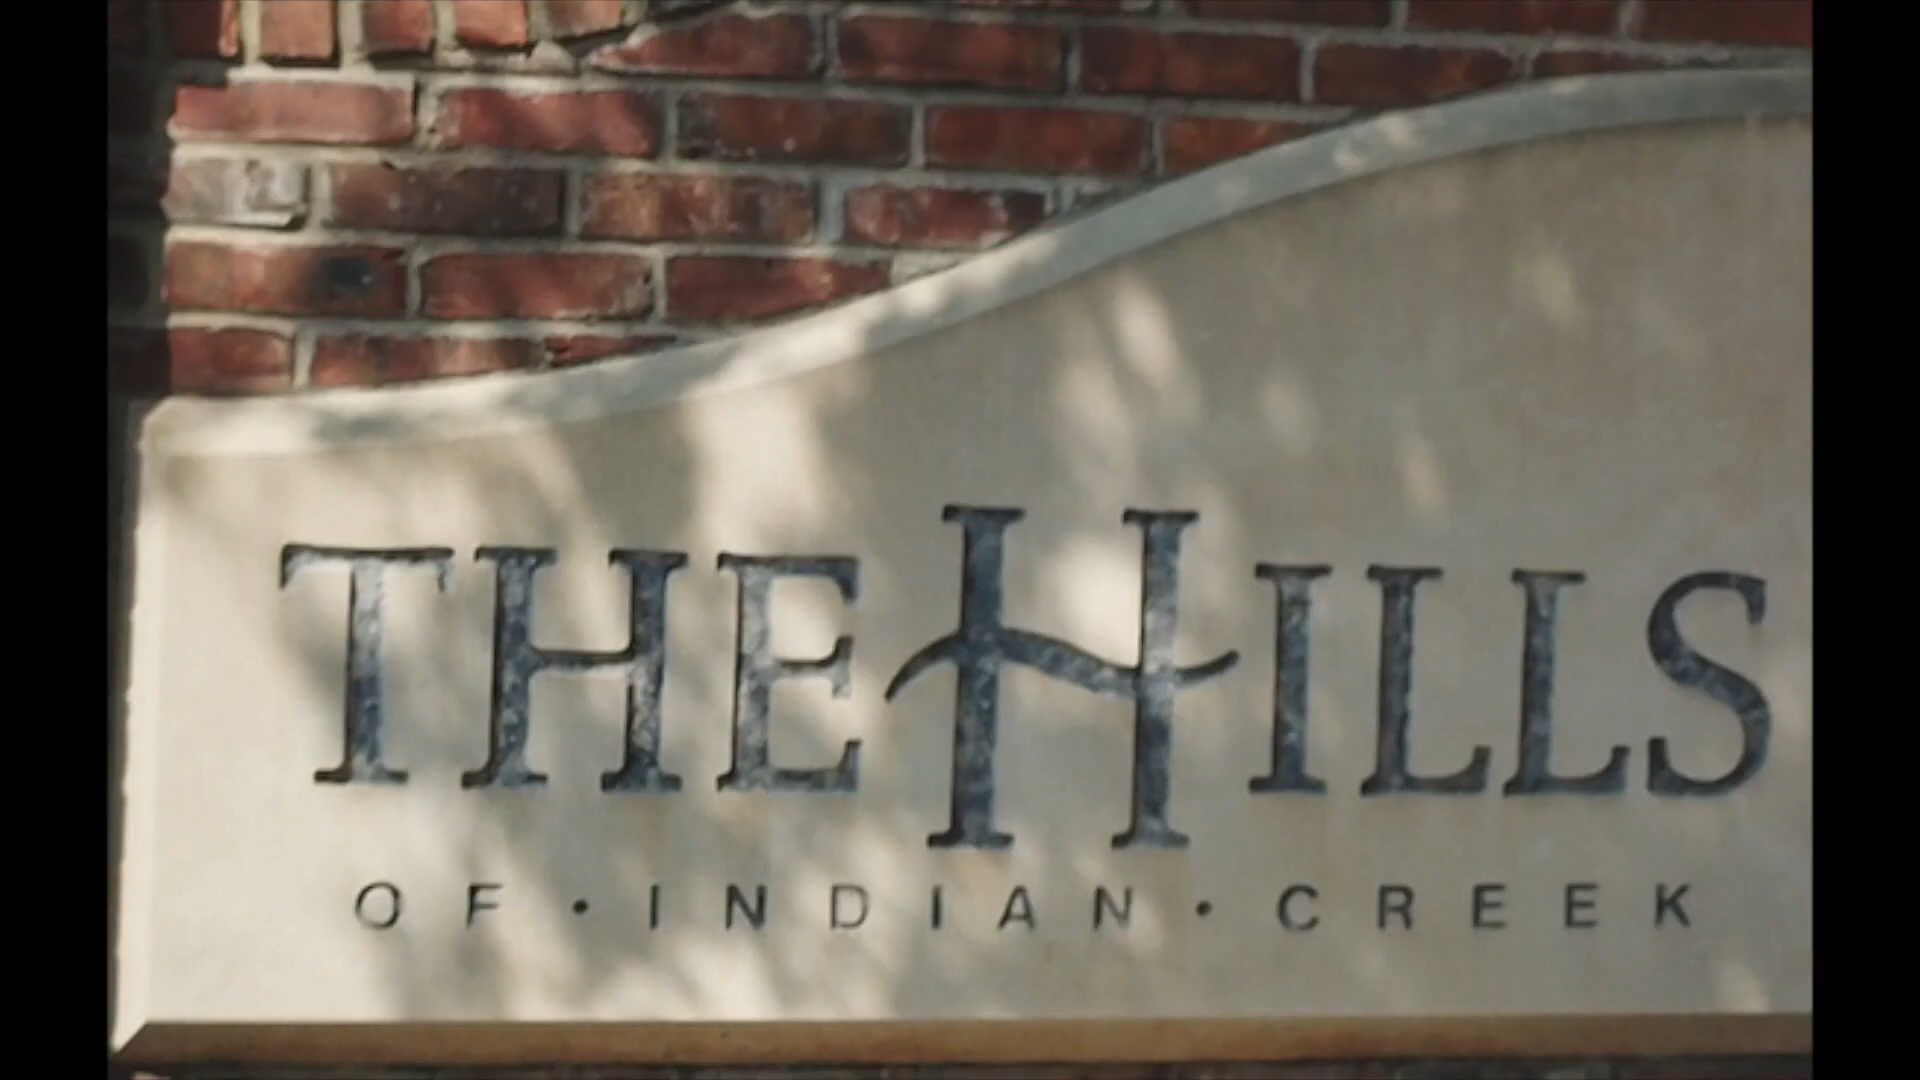 THE HILLS
OF · INDIAN · CREEK